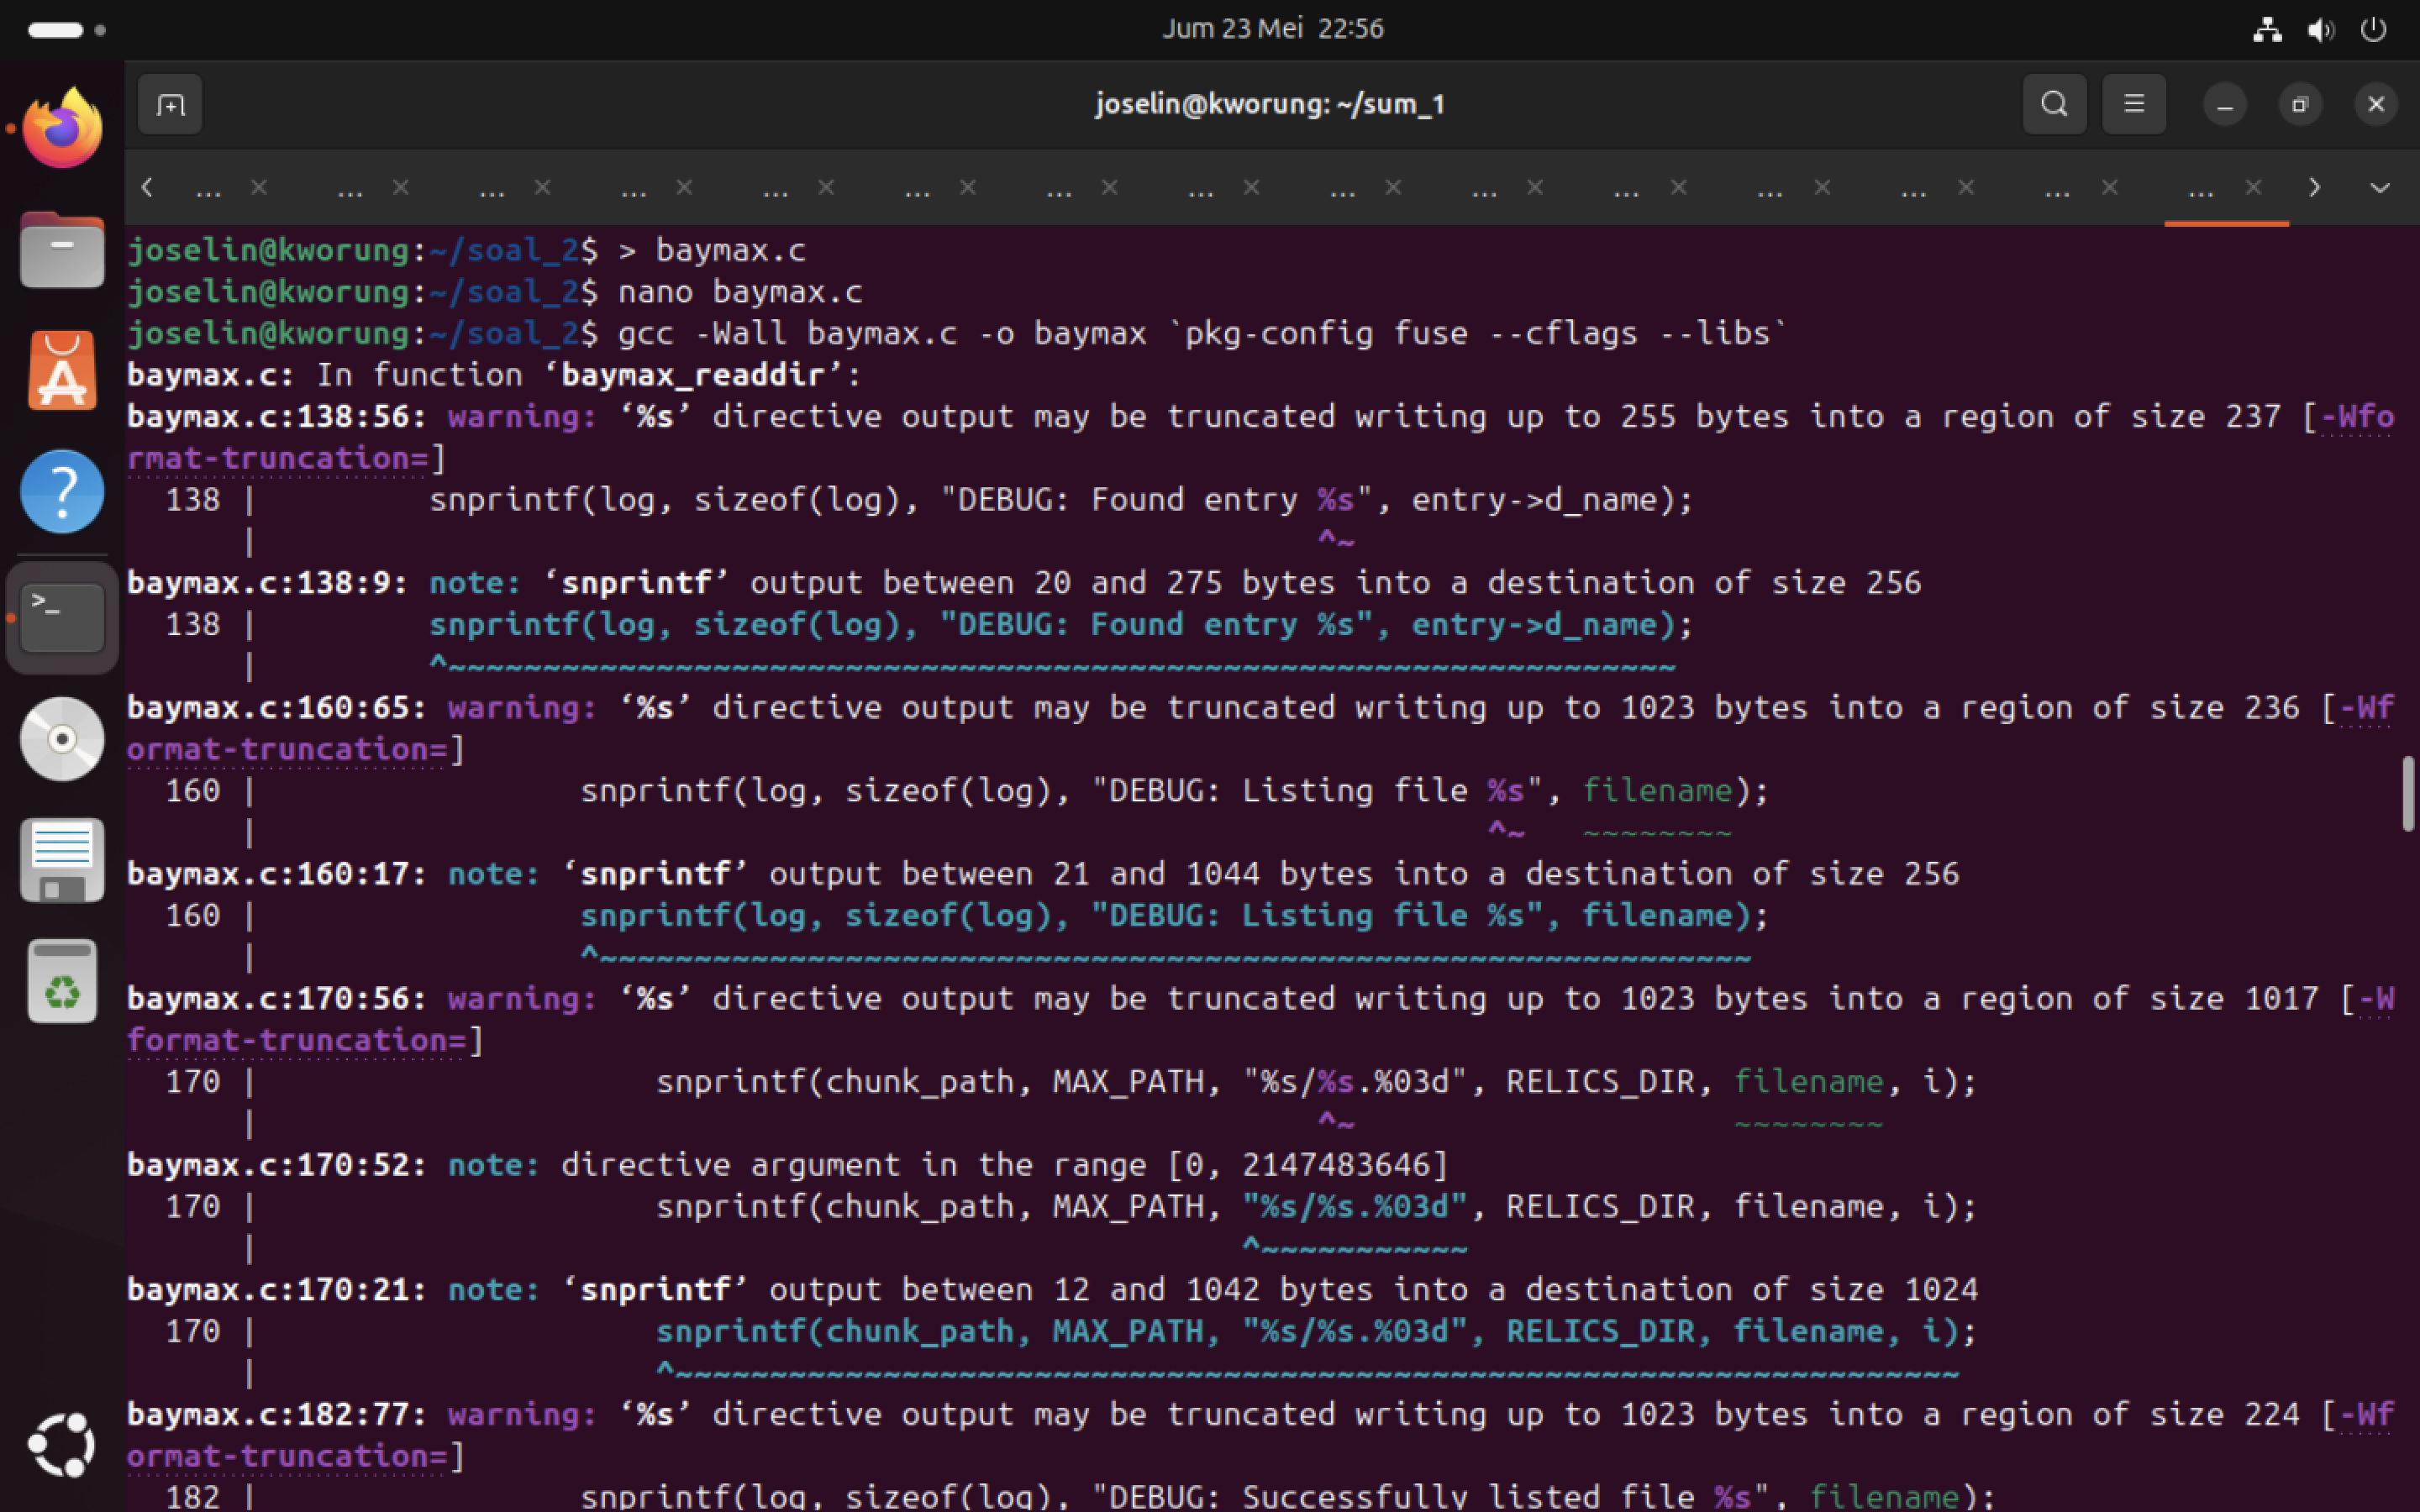 Jum 23 Mei 22:56
joselin@kworung: ~/sum_1
... ... ... ... ... ... ... ... ... ... ... ... ... ... ...
joselin@kworung:~/soal_2$ > baymax.c
joselin@kworung:~/soal_2$ nano baymax.c
joselin@kworung:~/soal_2$ gcc -Wall baymax.c -o baymax `pkg-config fuse --cflags --libs`
baymax.c: In function ‘baymax_readdir’:
baymax.c:138:56: warning: ‘%s’ directive output may be truncated writing up to 255 bytes into a region of size 237 [-Wfo
rmat-truncation=]
138 | snprintf(log, sizeof(log), "DEBUG: Found entry %s", entry->d_name);
| ^~
baymax.c:138:9: note: ‘snprintf’ output between 20 and 275 bytes into a destination of size 256
138 | snprintf(log, sizeof(log), "DEBUG: Found entry %s", entry->d_name);
| ^~~~~~~~~~~~~~~~~~~~~~~~~~~~~~~~~~~~~~~~~~~~~~~~~~~~~~~~~~~~~~~~~~
baymax.c:160:65: warning: ‘%s’ directive output may be truncated writing up to 1023 bytes into a region of size 236 [-Wf
ormat-truncation=]
160 | snprintf(log, sizeof(log), "DEBUG: Listing file %s", filename);
| ^~ ~~~~~~~~
baymax.c:160:17: note: ‘snprintf’ output between 21 and 1044 bytes into a destination of size 256
160 | snprintf(log, sizeof(log), "DEBUG: Listing file %s", filename);
| ^~~~~~~~~~~~~~~~~~~~~~~~~~~~~~~~~~~~~~~~~~~~~~~~~~~~~~~~~~~~~~
baymax.c:170:56: warning: ‘%s’ directive output may be truncated writing up to 1023 bytes into a region of size 1017 [-W
format-truncation=]
170 | snprintf(chunk_path, MAX_PATH, "%s/%s.%03d", RELICS_DIR, filename, i);
| ^~ ~~~~~~~~
baymax.c:170:52: note: directive argument in the range [0, 2147483646]
170 | snprintf(chunk_path, MAX_PATH, "%s/%s.%03d", RELICS_DIR, filename, i);
| ^~~~~~~~~~~~
baymax.c:170:21: note: ‘snprintf’ output between 12 and 1042 bytes into a destination of size 1024
170 | snprintf(chunk_path, MAX_PATH, "%s/%s.%03d", RELICS_DIR, filename, i);
| ^~~~~~~~~~~~~~~~~~~~~~~~~~~~~~~~~~~~~~~~~~~~~~~~~~~~~~~~~~~~~~~~~~~~~
baymax.c:182:77: warning: ‘%s’ directive output may be truncated writing up to 1023 bytes into a region of size 224 [-Wf
ormat-truncation=]
182 | snprintf(log, sizeof(log), "DEBUG: Successfully listed file %s", filename);